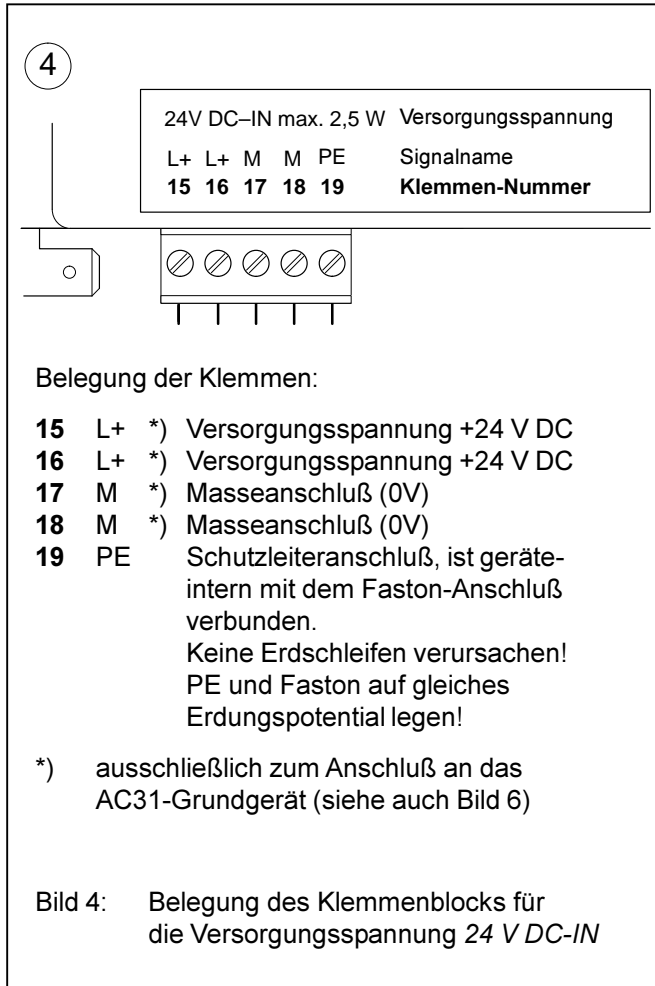 4
24V DC–IN max. 2,5 W Versorgungsspannung
L+ L+ M M PE Signalname
15 16 17 18 19 Klemmen-Nummer
Belegung der Klemmen:
15 L+ *) Versorgungsspannung +24 V DC
16 L+ *) Versorgungsspannung +24 V DC
17 M *) Masseanschluß (0V)
18 M *) Masseanschluß (0V)
19 PE Schutzleiteranschluß, ist geräte-
intern mit dem Faston-Anschluß
verbunden.
Keine Erdschleifen verursachen!
PE und Faston auf gleiches
Erdungspotential legen!
*) ausschließlich zum Anschluß an das
AC31-Grundgerät (siehe auch Bild 6)
Bild 4: Belegung des Klemmenblocks für
die Versorgungsspannung 24 V DC-IN